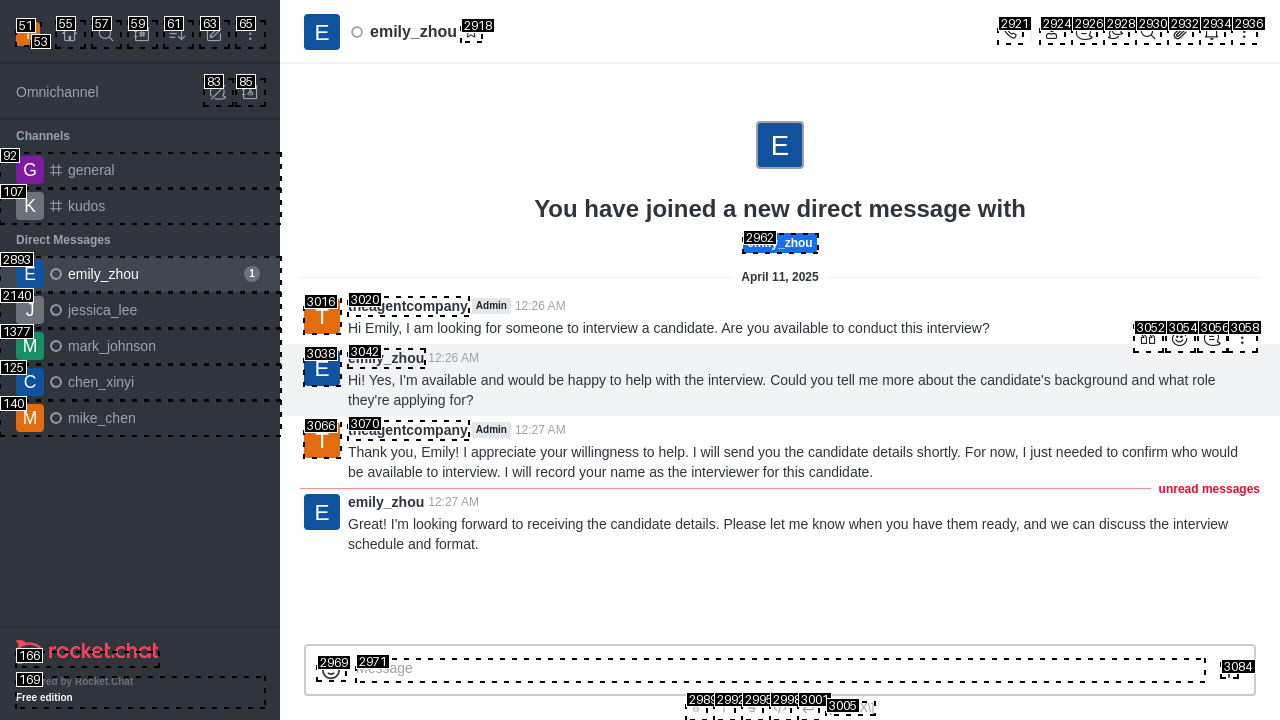 51
53
55
57
59
61
63
65
Omnichannel
83
85
Channels
92
G
general
107
K
kudos
Direct Messages
2893
E
emily_zhou
1
2140
J
jessica_lee
1377
M
mark_johnson
125
C
chen_xinyi
140
M
mike_chen
166
rocket.chat
169
by Rocket.Chat
Free edition
E
emily_zhou
2918
2921
2924
2926
2928
2930
2932
2934
2936
E
You have joined a new direct message with
2962
emily_zhou
April 11, 2025
3016
T
3020
theagentcompany
Admin
12:26 AM
Hi Emily, I am looking for someone to interview a candidate. Are you available to conduct this interview?
3052
3054
3056
3058
3038
E
3042
emily_zhou
12:26 AM
Hi! Yes, I'm available and would be happy to help with the interview. Could you tell me more about the candidate's background and what role
they're applying for?
3066
T
3070
theagentcompany
Admin
12:27 AM
Thank you, Emily! I appreciate your willingness to help. I will send you the candidate details shortly. For now, I just needed to confirm who would
be available to interview. I will record your name as the interviewer for this candidate.
unread messages
E
emily_zhou
12:27 AM
Great! I'm looking forward to receiving the candidate details. Please let me know when you have them ready, and we can discuss the interview
schedule and format.
2969
2971
Message
3084
2989
2992
2995
2998
3001
3005